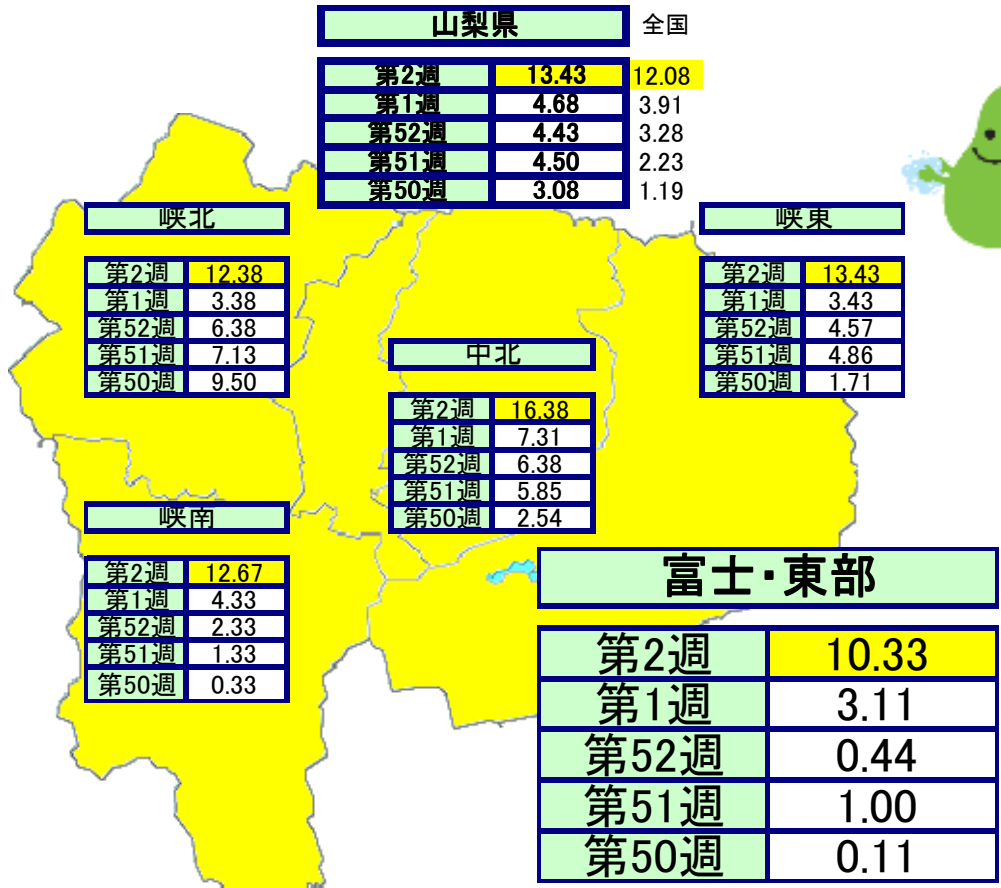 山梨県 全国
第2週 13.43 12.08
第1週 4.68 3.91
第52週 4.43 3.28
第51週 4.50 2.23
第50週 3.08 1.19
峡北
第2週 12.38
第1週 3.38
第52週 6.38
第51週 7.13
第50週 9.50
峡東
第2週 13.43
第1週 3.43
第52週 4.57
第51週 4.86
第50週 1.71
中北
第2週 16.38
第1週 7.31
第52週 6.38
第51週 5.85
第50週 2.54
峡南
第2週 12.67
第1週 4.33
第52週 2.33
第51週 1.33
第50週 0.33
富士・東部
第2週 10.33
第1週 3.11
第52週 0.44
第51週 1.00
第50週 0.11